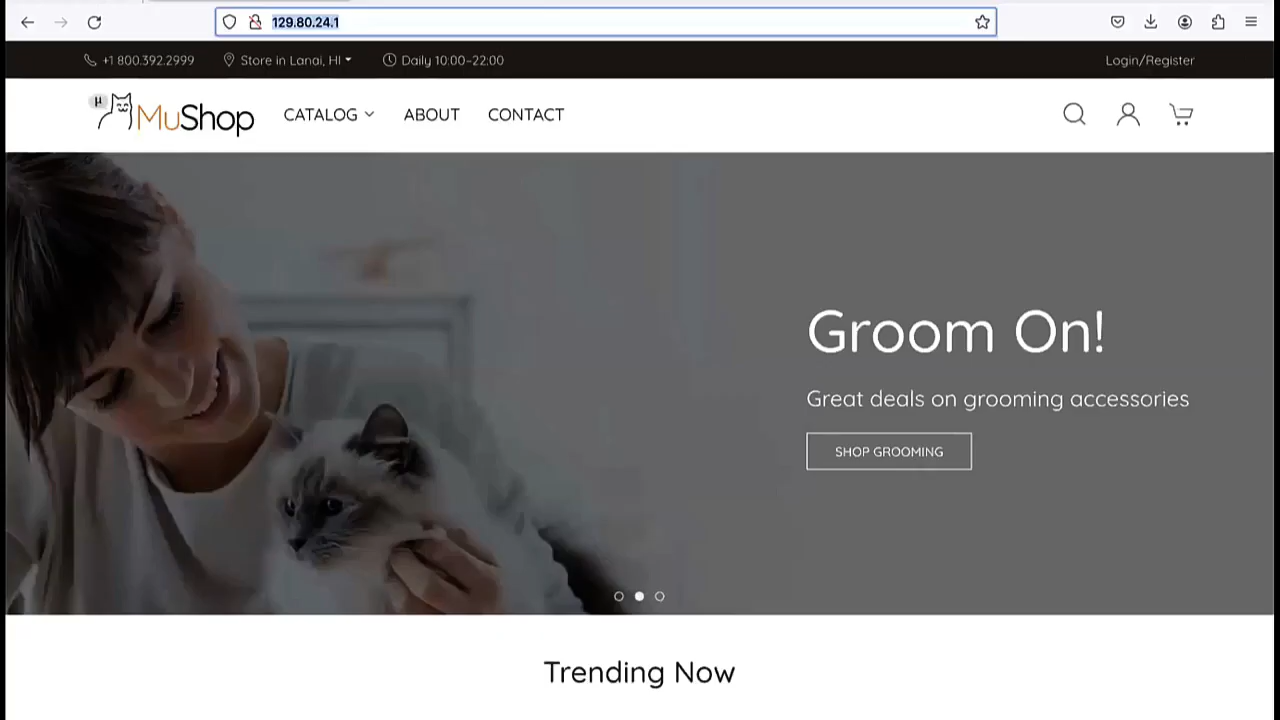 129.80.24.1
+1 800.392.2999 Store in Lanai, HI Daily 10:00–22:00 Login/Register
μ MuShop CATALOG ABOUT CONTACT
Groom On!
Great deals on grooming accessories
SHOP GROOMING
Trending Now